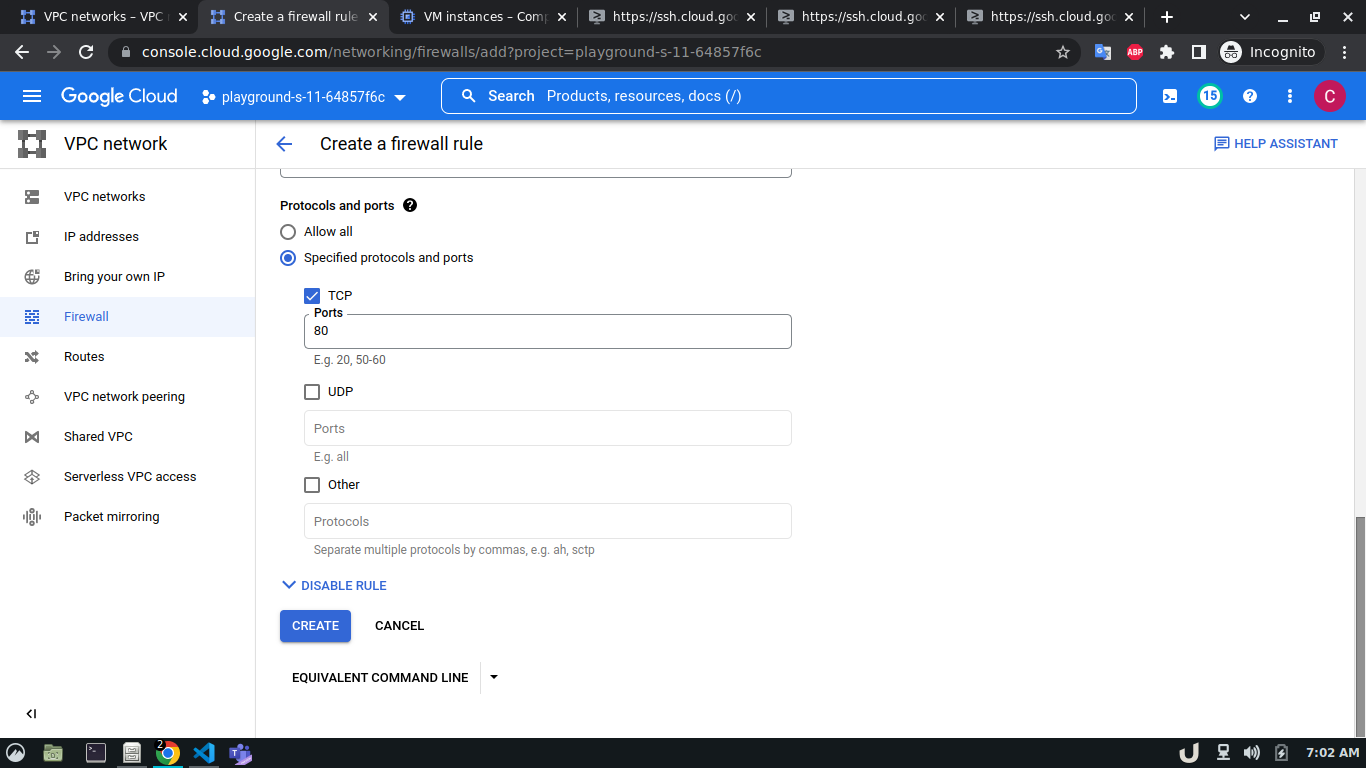 VPC networks – VPC
Create a firewall rule
VM instances – Comp
https://ssh.cloud.goo
https://ssh.cloud.goo
https://ssh.cloud.goo
console.cloud.google.com/networking/firewalls/add?project=playground-s-11-64857f6c
ABP
Incognito
Google Cloud
playground-s-11-64857f6c
Search Products, resources, docs (/)
15
C
VPC network
Create a firewall rule
HELP ASSISTANT
VPC networks
IP addresses
Bring your own IP
Firewall
Routes
VPC network peering
Shared VPC
Serverless VPC access
Packet mirroring
Protocols and ports
Allow all
Specified protocols and ports
TCP
Ports
80
E.g. 20, 50-60
UDP
Ports
E.g. all
Other
Protocols
Separate multiple protocols by commas, e.g. ah, sctp
DISABLE RULE
CREATE
CANCEL
EQUIVALENT COMMAND LINE
2
7:02 AM